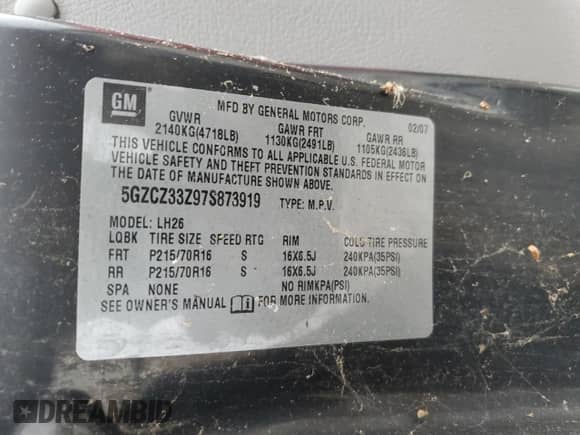 GM
MFD BY GENERAL MOTORS CORP.
02/07
GVWR GAWR FRT GAWR RR
2140KG(4718LB) 1130KG(2491LB) 1105KG(2436LB)
THIS VEHICLE CONFORMS TO ALL APPLICABLE U.S. FEDERAL MOTOR
VEHICLE SAFETY AND THEFT PREVENTION STANDARDS IN EFFECT ON
THE DATE OF MANUFACTURE SHOWN ABOVE.
5GZCZ33Z97S873919 TYPE: M.P.V.
MODEL: LH26
LQBK TIRE SIZE SPEED RTG RIM COLD TIRE PRESSURE
FRT P215/70R16 S 16X6.5J 240KPA(35PSI)
RR P215/70R16 S 16X6.5J 240KPA(35PSI)
SPA NONE NO RIMKPA(PSI)
SEE OWNER'S MANUAL FOR MORE INFORMATION.
DREAMBID